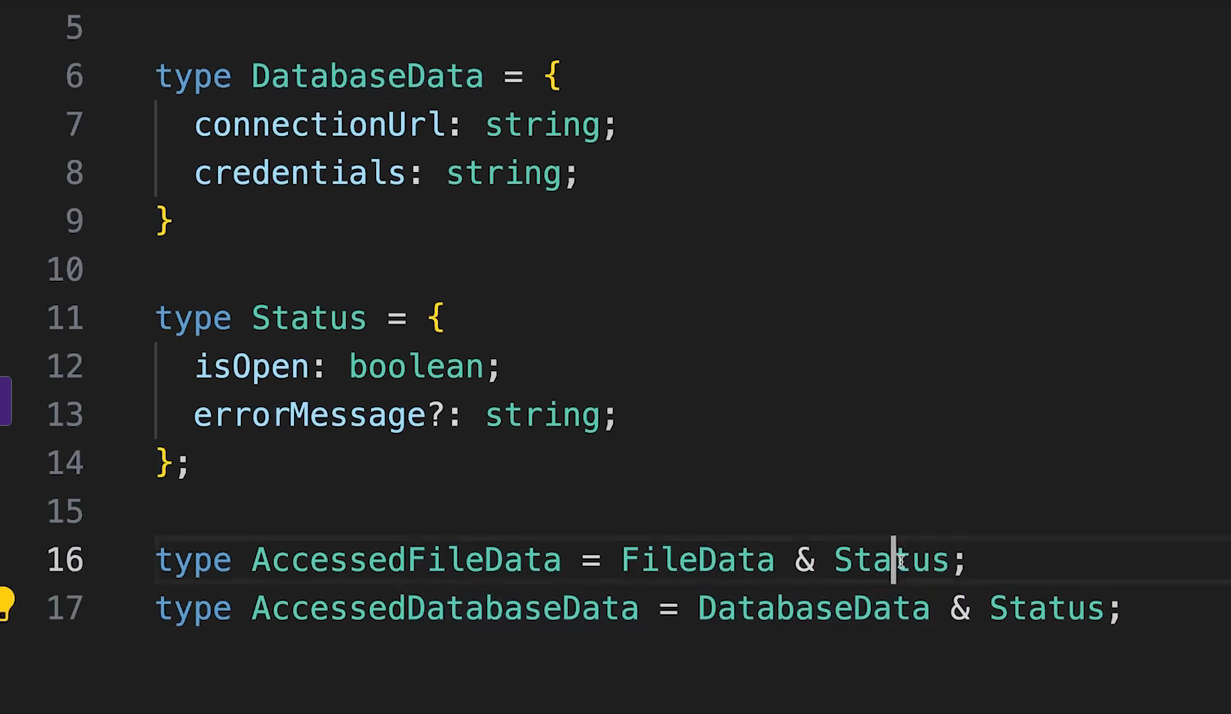 5
6 type DatabaseData = {
7 connectionUrl: string;
8 credentials: string;
9 }
10
11 type Status = {
12 isOpen: boolean;
13 errorMessage?: string;
14 };
15
16 type AccessedFileData = FileData & Status;
17 type AccessedDatabaseData = DatabaseData & Status;